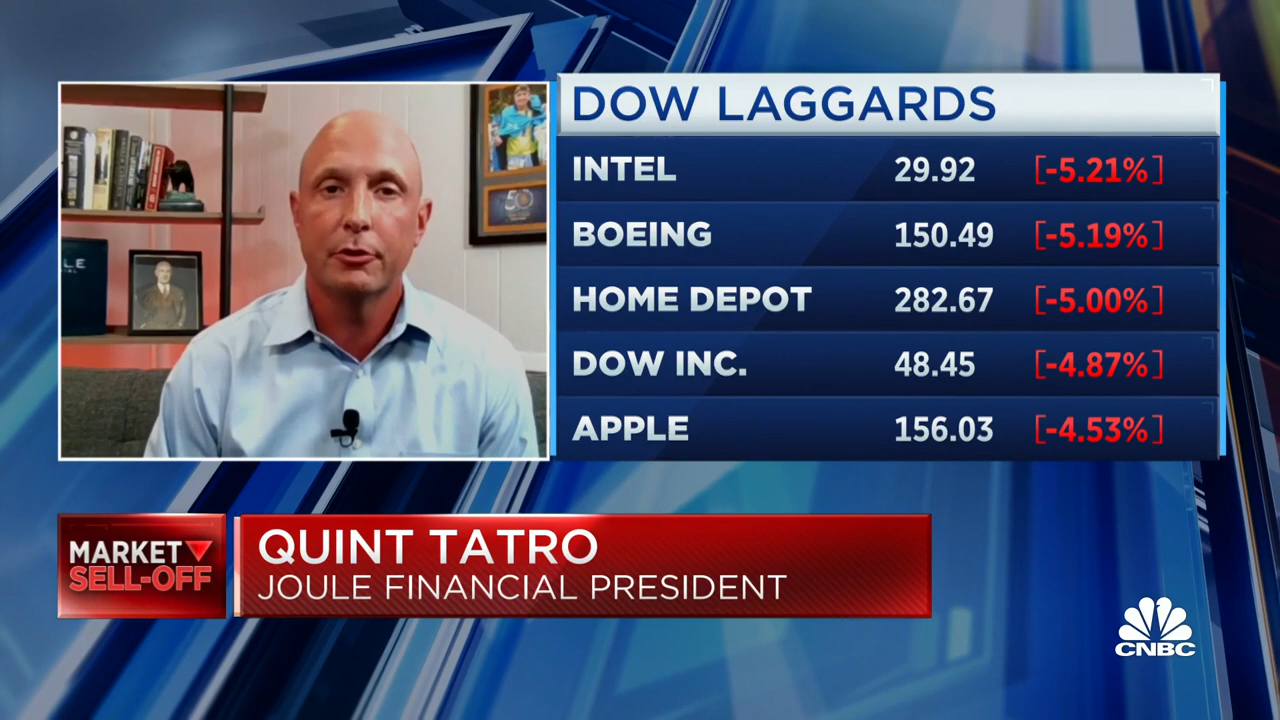 DOW LAGGARDS
INTEL 29.92 [-5.21%]
BOEING 150.49 [-5.19%]
HOME DEPOT 282.67 [-5.00%]
DOW INC. 48.45 [-4.87%]
APPLE 156.03 [-4.53%]
50
MARKET
SELL-OFF
QUINT TATRO
JOULE FINANCIAL PRESIDENT
CNBC